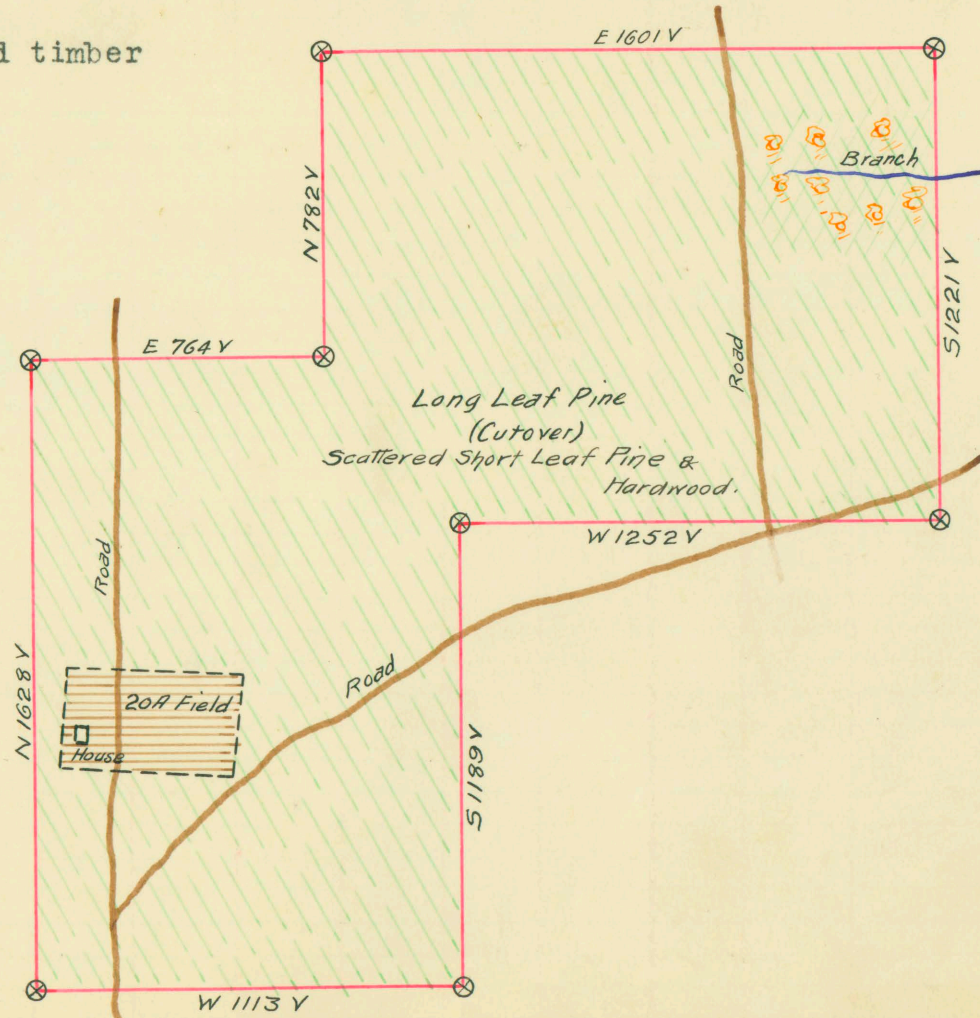 d timber
E 1601 V
Branch
N 782 V
S 1221 V
E 764 V
Road
Long Leaf Pine
(Cutover)
Scattered Short Leaf Pine &
Hardwood.
W 1252 V
Road
Road
N 1628 V
20A Field
House
S 1189 V
W 1113 V